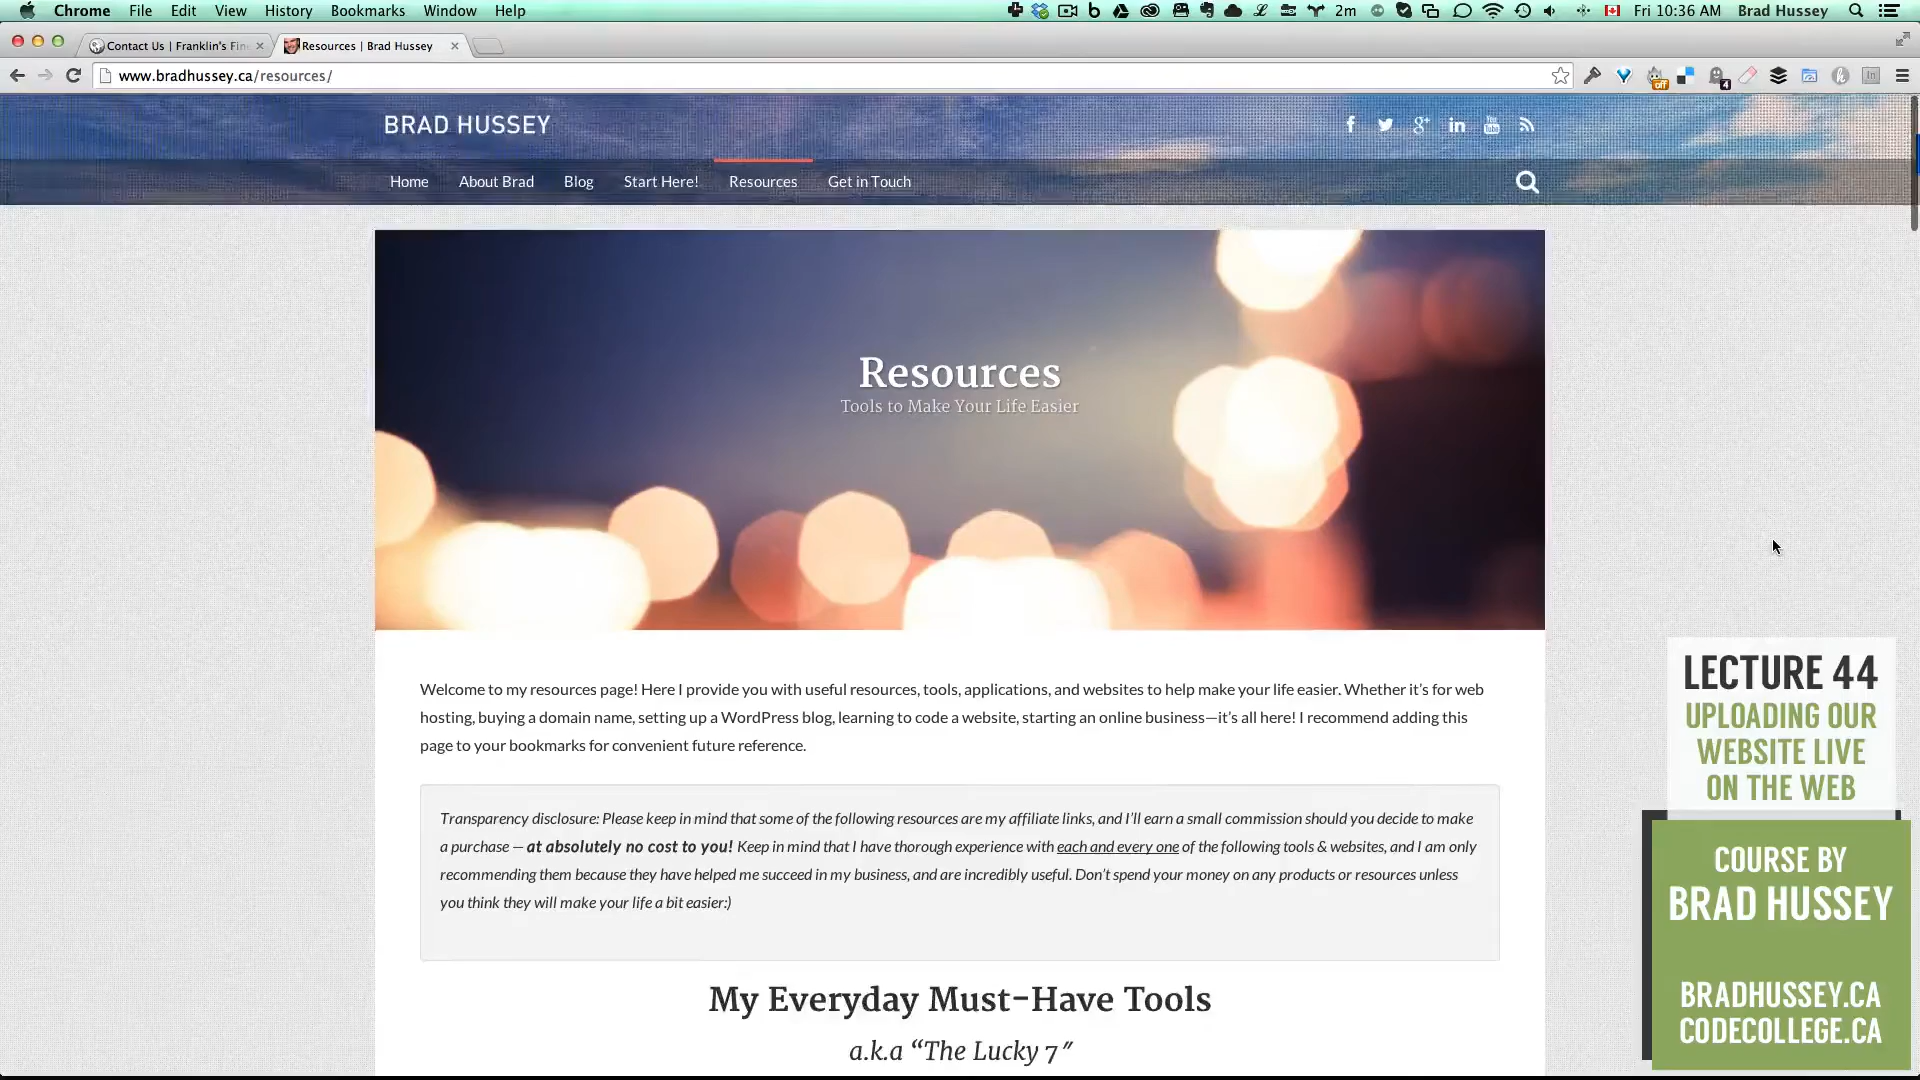 Chrome File Edit View History Bookmarks Window Help 2m Fri 10:36 AM Brad Hussey
Contact Us | Franklin's Fin
Resources | Brad Hussey
www.bradhussey.ca/resources/
off
4
BRAD HUSSEY
You
Home About Brad Blog Start Here! Resources Get in Touch
Resources
Tools to Make Your Life Easier
Welcome to my resources page! Here I provide you with useful resources, tools, applications, and websites to help make your life easier. Whether it's for web
hosting, buying a domain name, setting up a WordPress blog, learning to code a website, starting an online business—it's all here! I recommend adding this
page to your bookmarks for convenient future reference.
Transparency disclosure: Please keep in mind that some of the following resources are my affiliate links, and I'll earn a small commission should you decide to make
a purchase — at absolutely no cost to you! Keep in mind that I have thorough experience with each and every one of the following tools & websites, and I am only
recommending them because they have helped me succeed in my business, and are incredibly useful. Don't spend your money on any products or resources unless
you think they will make your life a bit easier:)
My Everyday Must-Have Tools
a.k.a “The Lucky 7″
LECTURE 44
UPLOADING OUR
WEBSITE LIVE
ON THE WEB
COURSE BY
BRAD HUSSEY
BRADHUSSEY.CA
CODECOLLEGE.CA